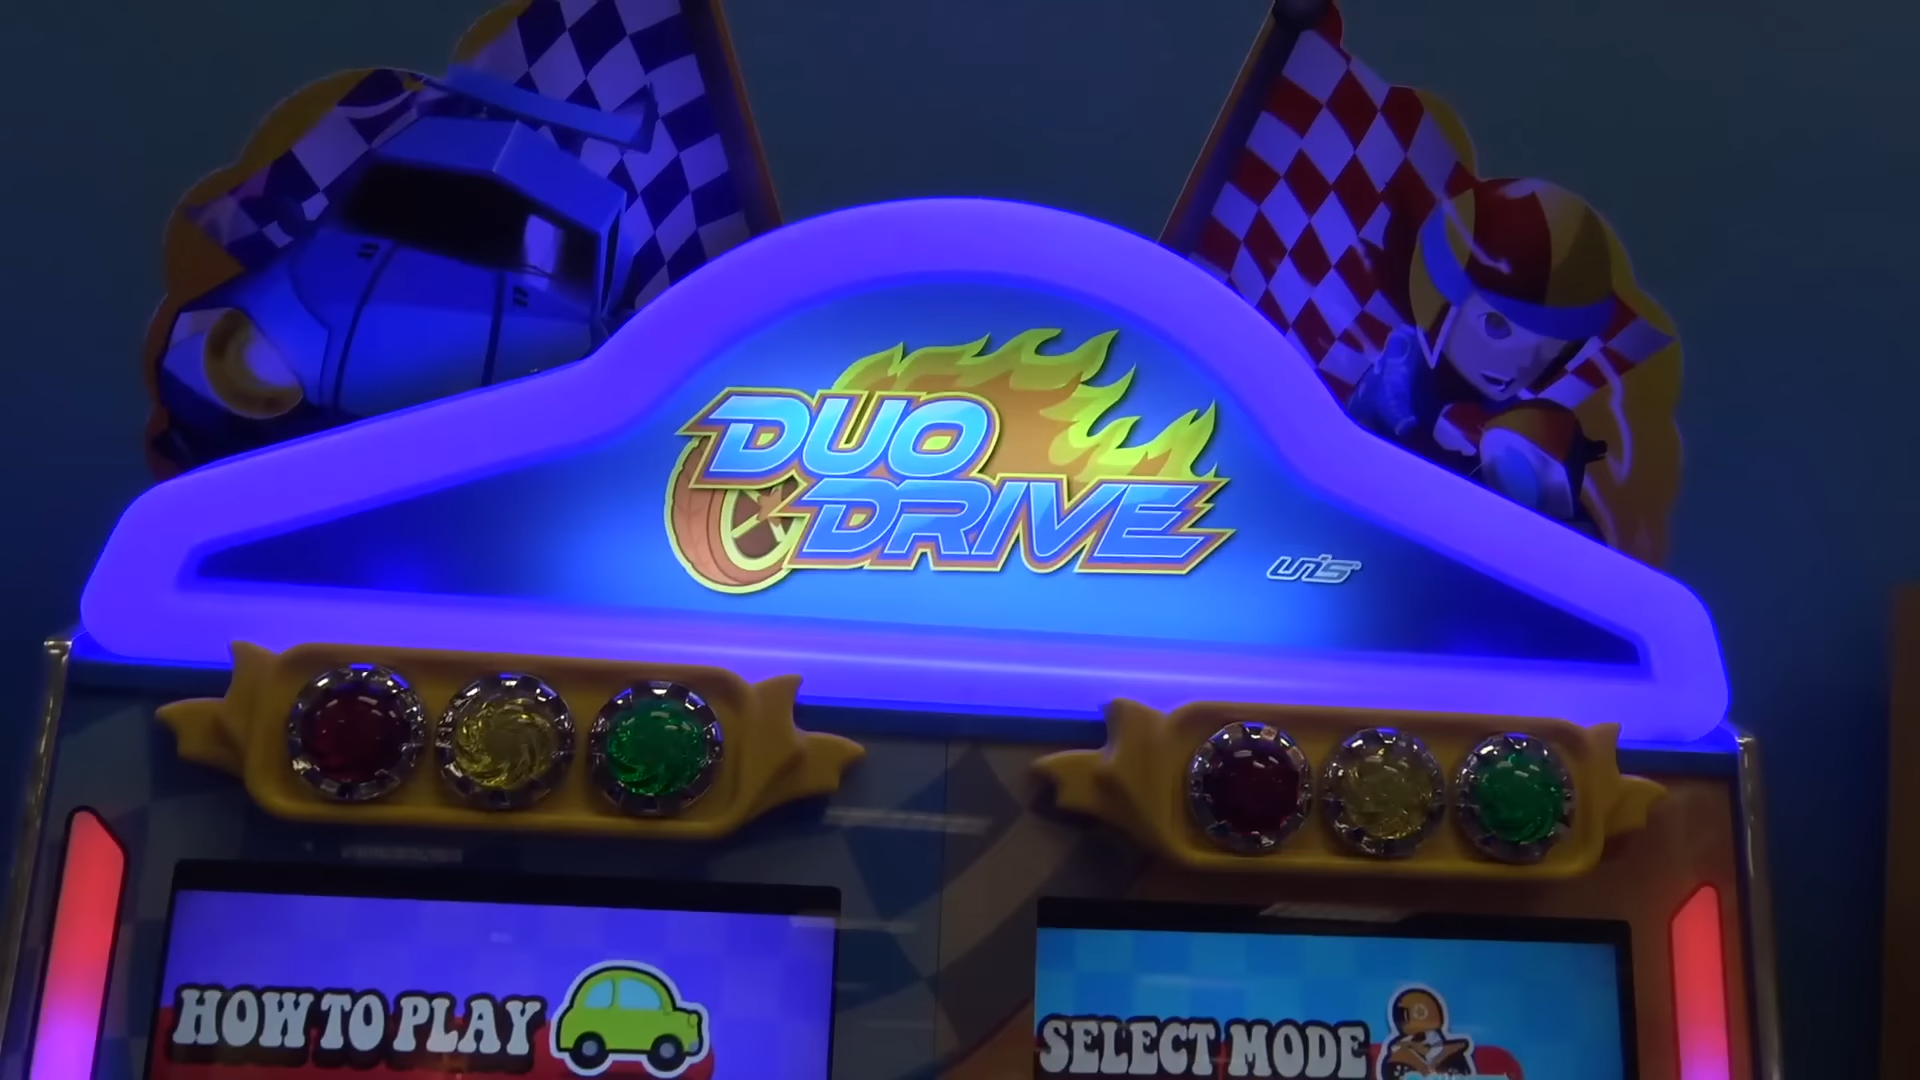 DUO
DRIVE
UNIS
HOW TO PLAY
SELECT MODE